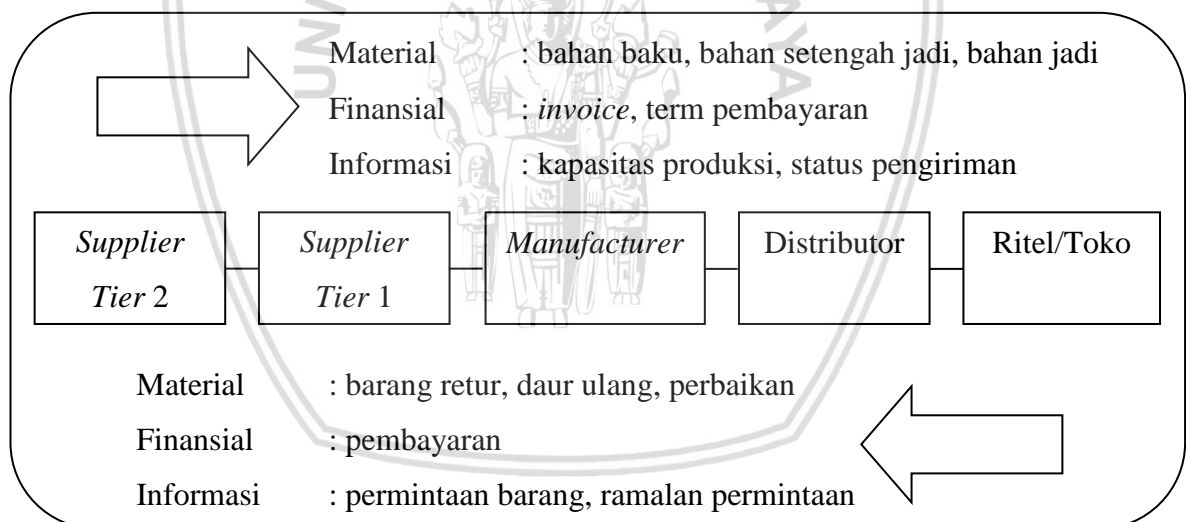 Material : bahan baku, bahan setengah jadi, bahan jadi
Finansial : invoice, term pembayaran
Informasi : kapasitas produksi, status pengiriman
Supplier Tier 2
Supplier Tier 1
Manufacturer
Distributor
Ritel/Toko
Material : barang retur, daur ulang, perbaikan
Finansial : pembayaran
Informasi : permintaan barang, ramalan permintaan